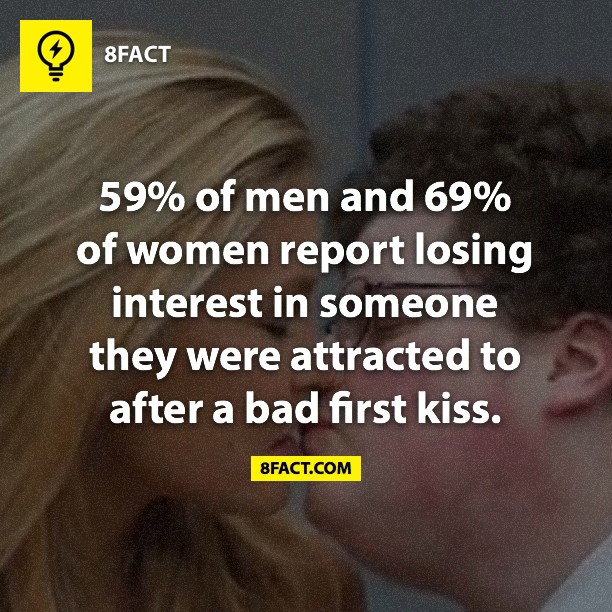 8FACT
59% of men and 69%
of women report losing
interest in someone
they were attracted to
after a bad first kiss.
8FACT.COM